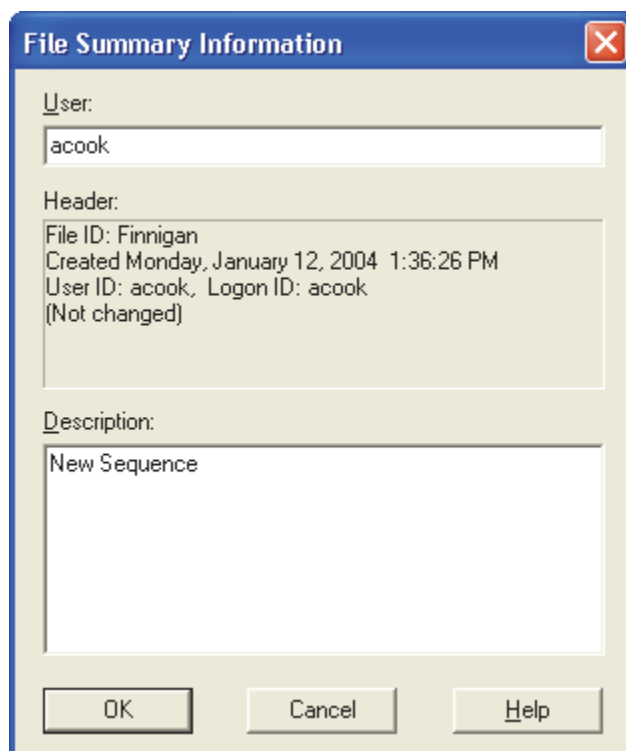 File Summary Information
User:
acook
Header:
File ID: Finnigan
Created Monday, January 12, 2004  1:36:26 PM
User ID: acook,  Logon ID: acook
(Not changed)
Description:
New Sequence
OK
Cancel
Help